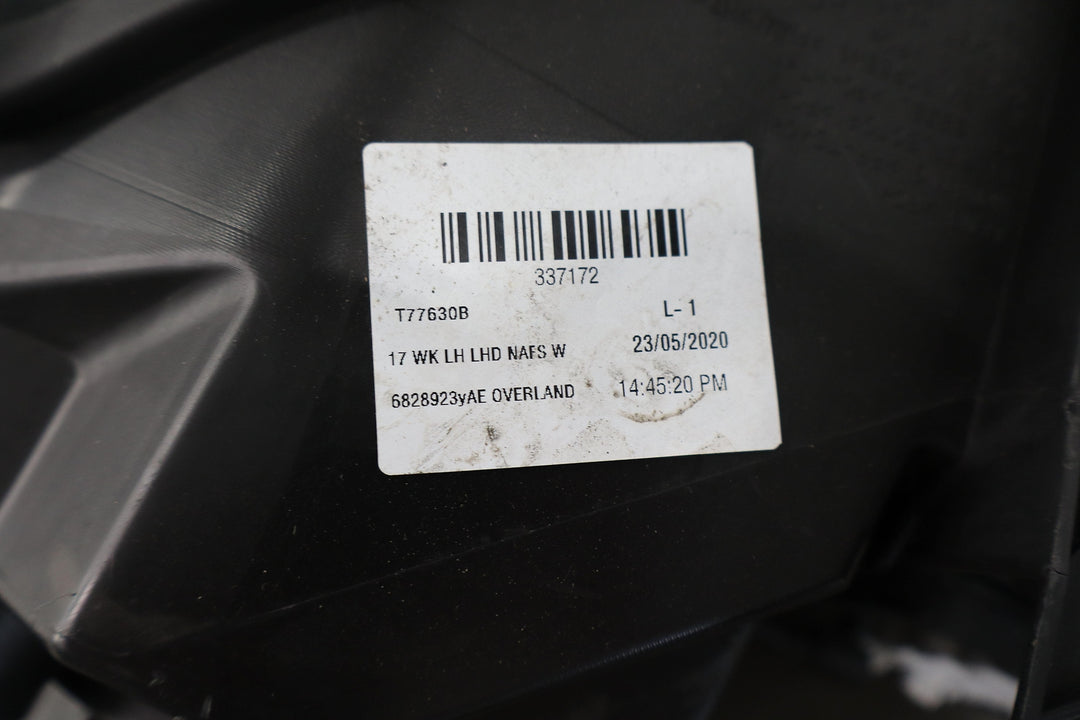 337172
T77630B L- 1
17 WK LH LHD NAFS W 23/05/2020
6828923yAE OVERLAND 14:45:20 PM